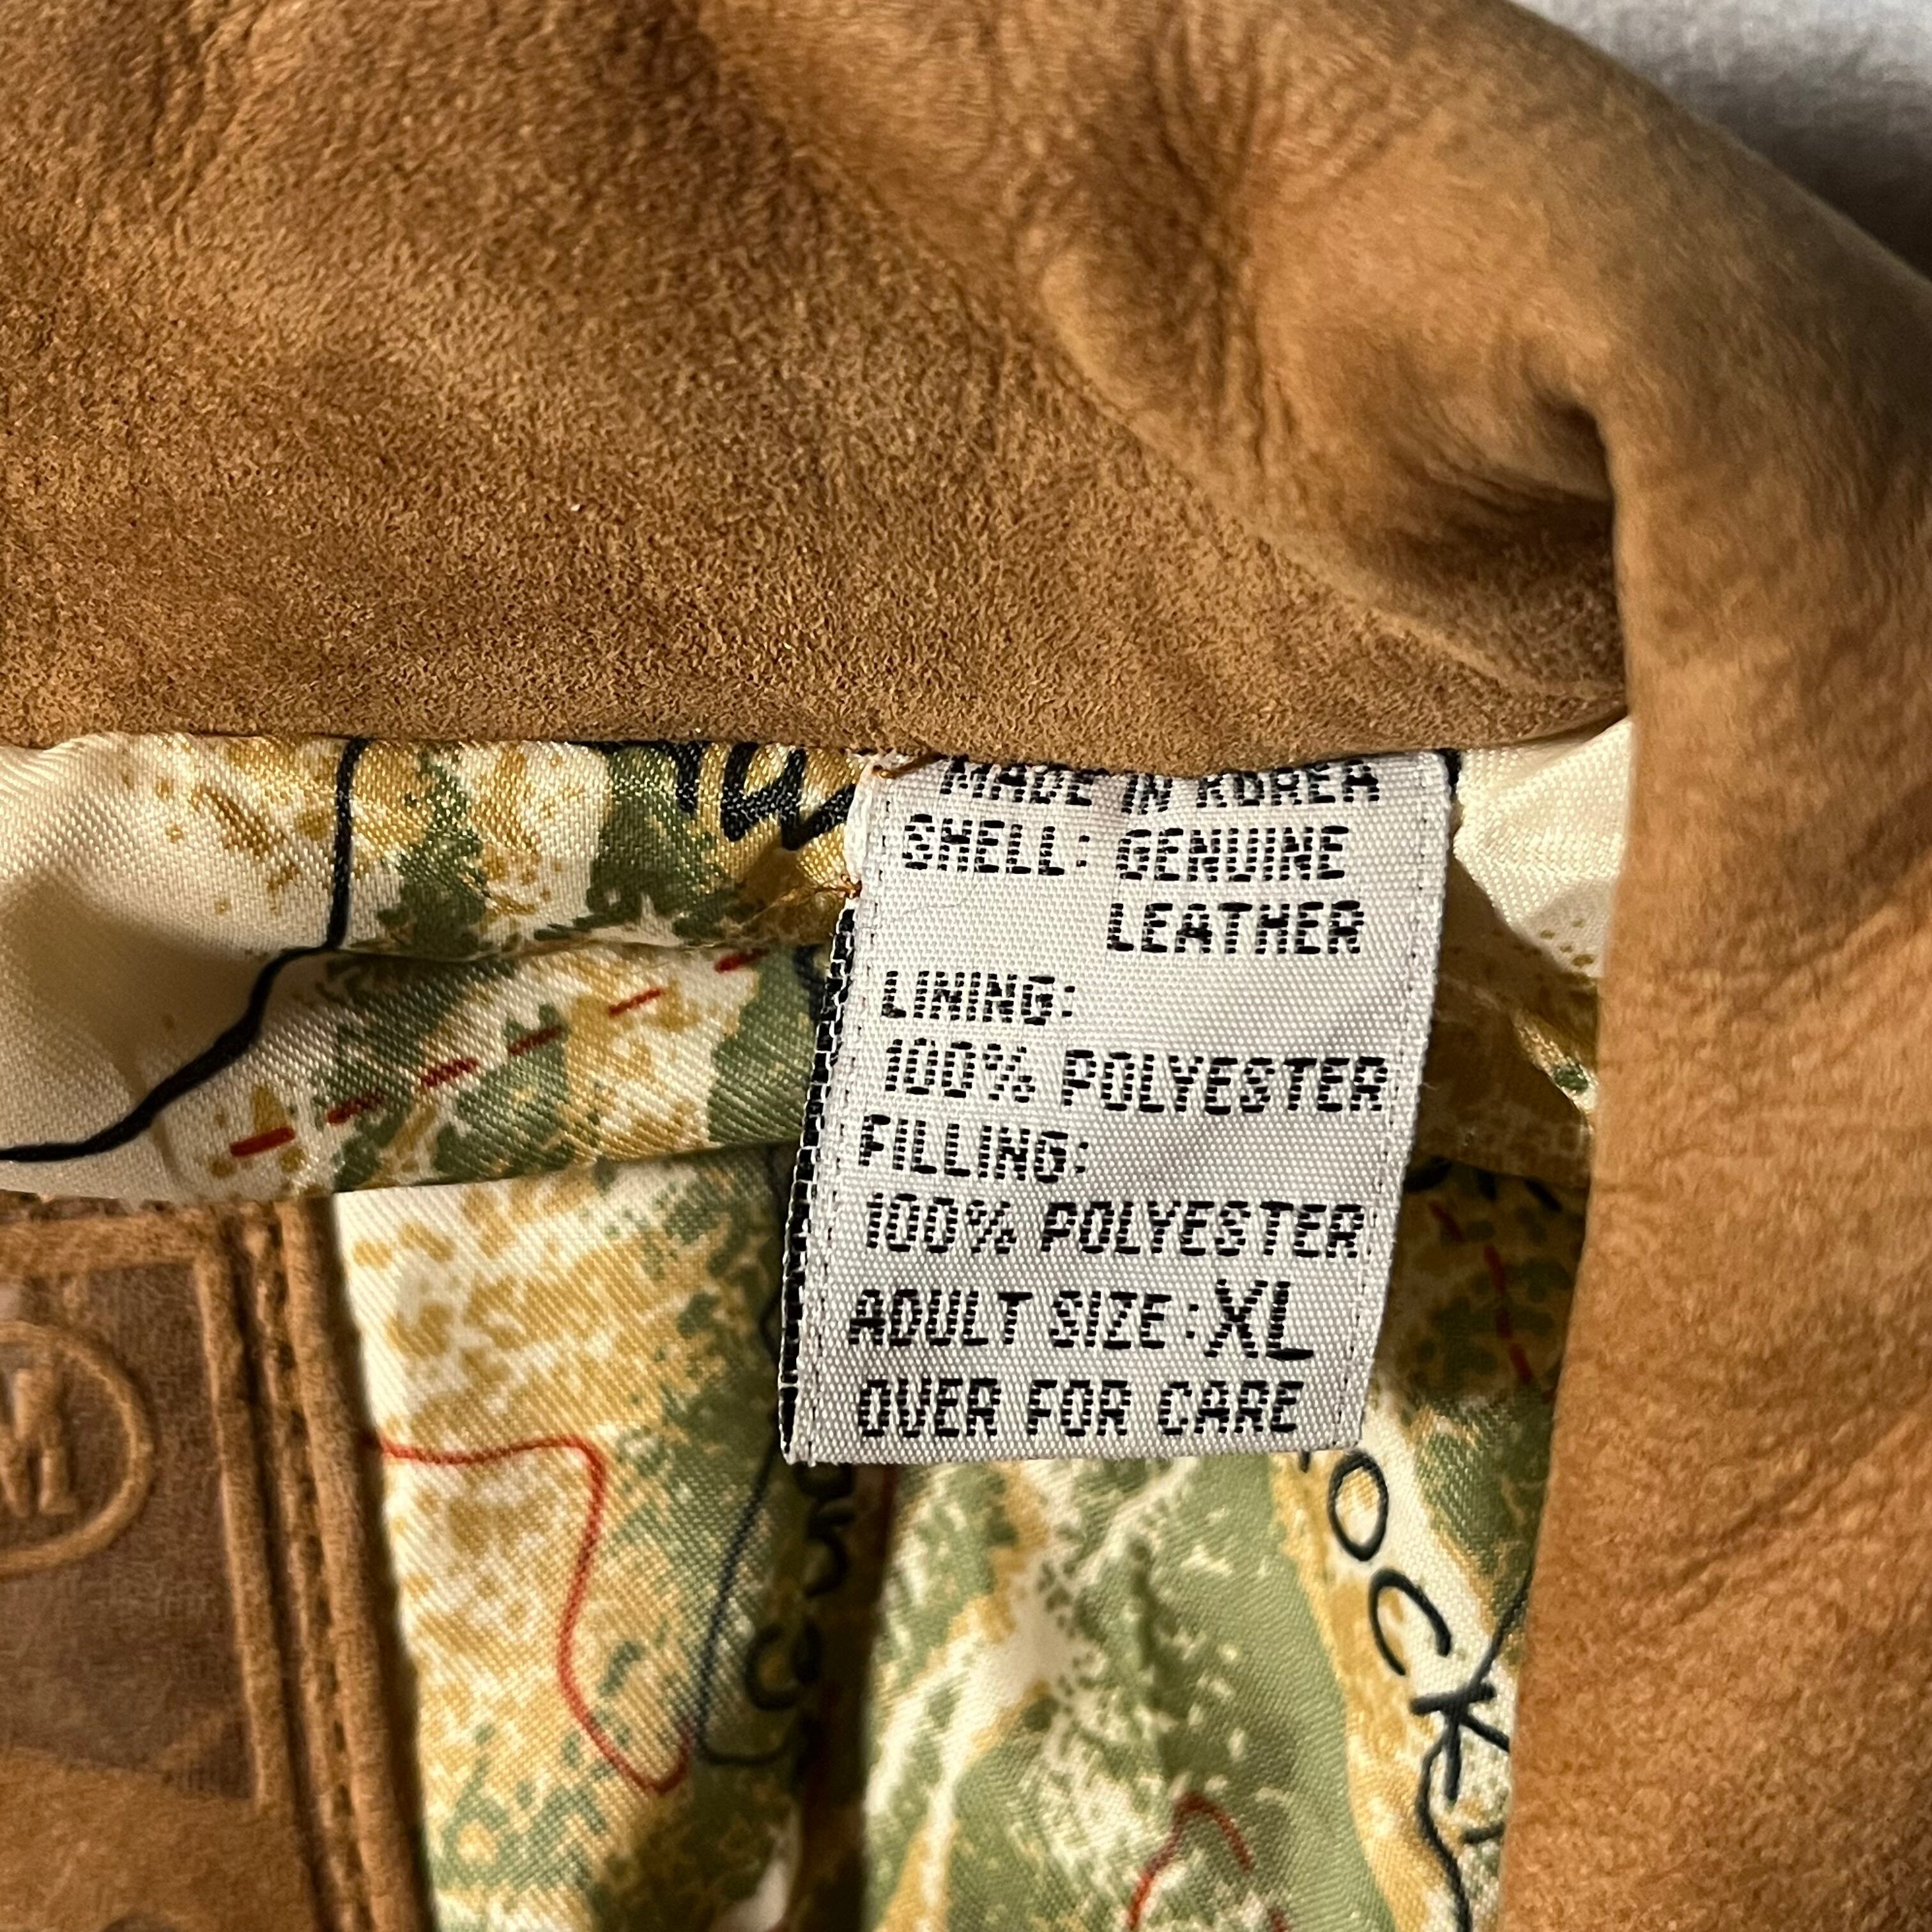 MADE IN KOREA
SHELL: GENUINE
LEATHER
LINING:
100% POLYESTER
FILLING:
100% POLYESTER
ADULT SIZE: XL
OVER FOR CARE
M